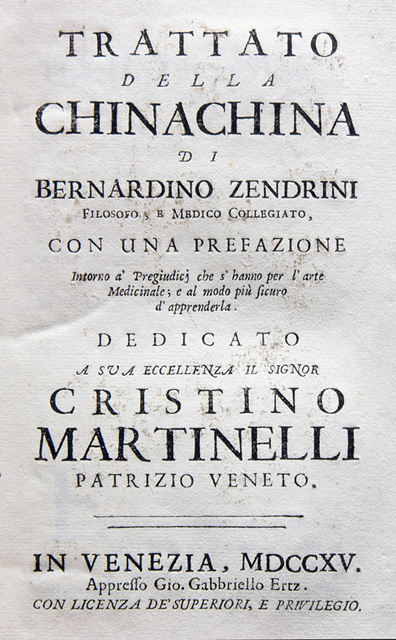 TRATTATO
DELLA
CHINACHINA
DI
BERNARDINO ZENDRINI
FILOSOFO, E MEDICO COLLEGIATO,
CON UNA PREFAZIONE
Intorno a' Pregiudicj che s'hanno per l'arte
Medicinale; e al modo più ſicuro
d'apprenderla.
DEDICATO
A SUA ECCELLENZA IL SIGNOR
CRISTINO
MARTINELLI
PATRIZIO VENETO.
IN VENEZIA, MDCCXV.
Appreſſo Gio. Gabbriello Ertz.
CON LICENZA DE'SUPERIORI, E PRIVILEGIO.